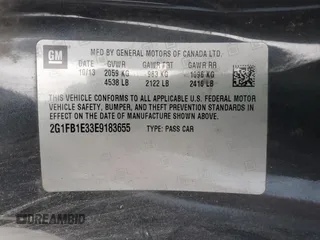 GM
MFD BY GENERAL MOTORS OF CANADA LTD.
DATE GVWR GAWR FRT GAWR RR
10/13 2059 KG 963 KG 1096 KG
4538 LB 2122 LB 2416 LB
THIS VEHICLE CONFORMS TO ALL APPLICABLE U.S. FEDERAL MOTOR
VEHICLE SAFETY, BUMPER, AND THEFT PREVENTION STANDARDS
IN EFFECT ON THE DATE OF MANUFACTURE SHOWN ABOVE.
2G1FB1E33E9183655 TYPE: PASS CAR
DREAMBID